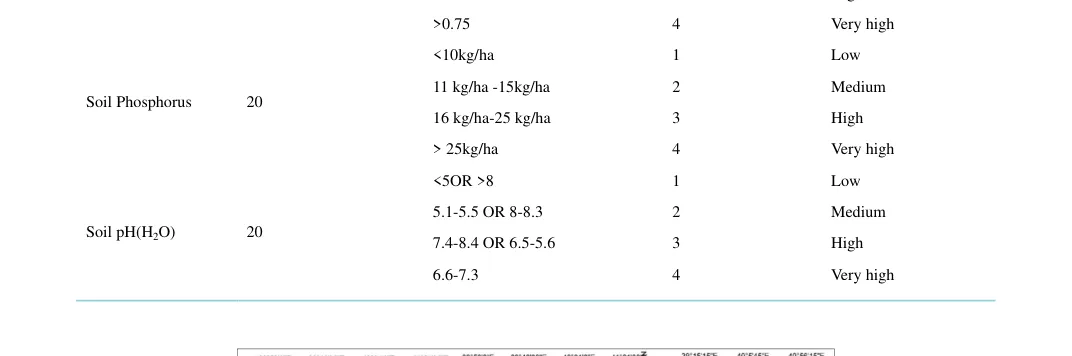 >0.75 4 Very high
<10kg/ha 1 Low
11 kg/ha -15kg/ha 2 Medium
Soil Phosphorus 20
16 kg/ha-25 kg/ha 3 High
> 25kg/ha 4 Very high
<5OR >8 1 Low
5.1-5.5 OR 8-8.3 2 Medium
Soil pH(H₂O) 20
7.4-8.4 OR 6.5-5.6 3 High
6.6-7.3 4 Very high